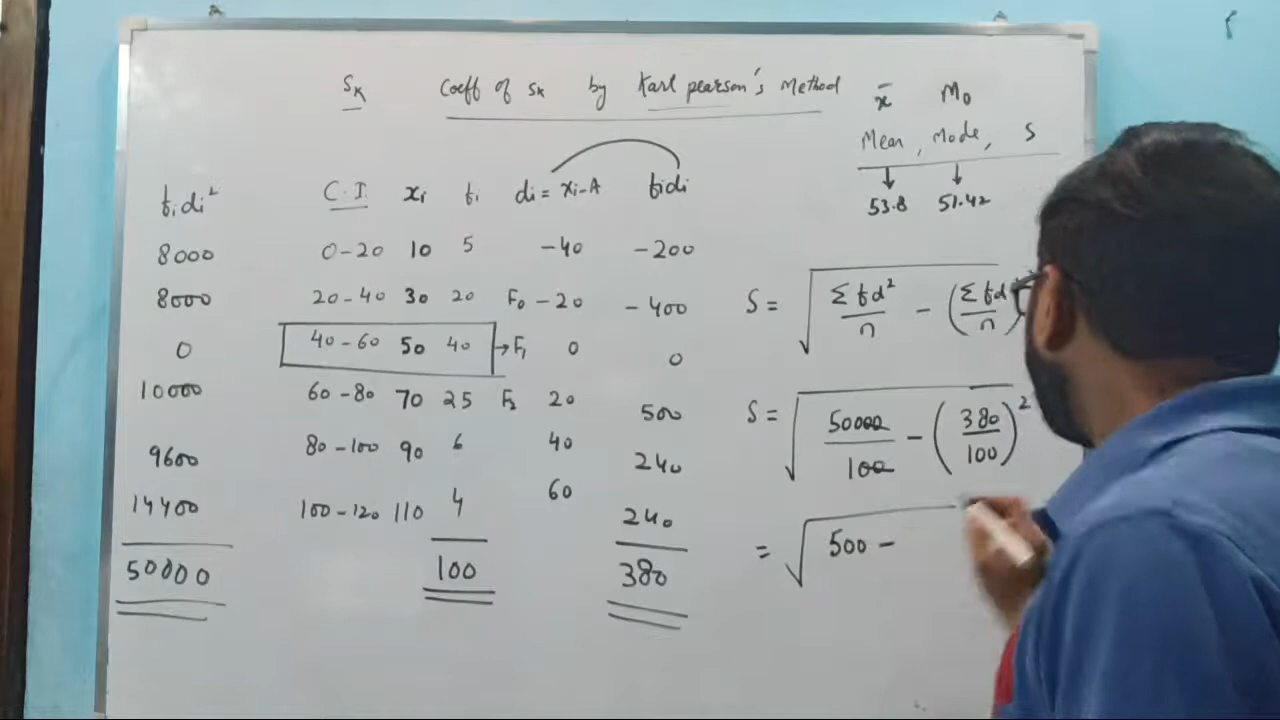 Sk Coeff of Sk by Karl pearson's Method
x̄ Mo
Mean, Mode, S
53.8 51.42
fidi² C.I. xi fi di = xi-A fidi
8000 0-20 10 5 -40 -200
8000 20-40 30 20 F0 -20 -400
0 40-60 50 40 → F1 0 0
10000 60-80 70 25 F2 20 500
9600 80-100 90 6 40 240
14400 100-120 110 4 60 240
50000 100 380
S = √ Σfd²/n - (Σfd/n)
S = √ 50000/100 - (380/100)²
= √ 500 -